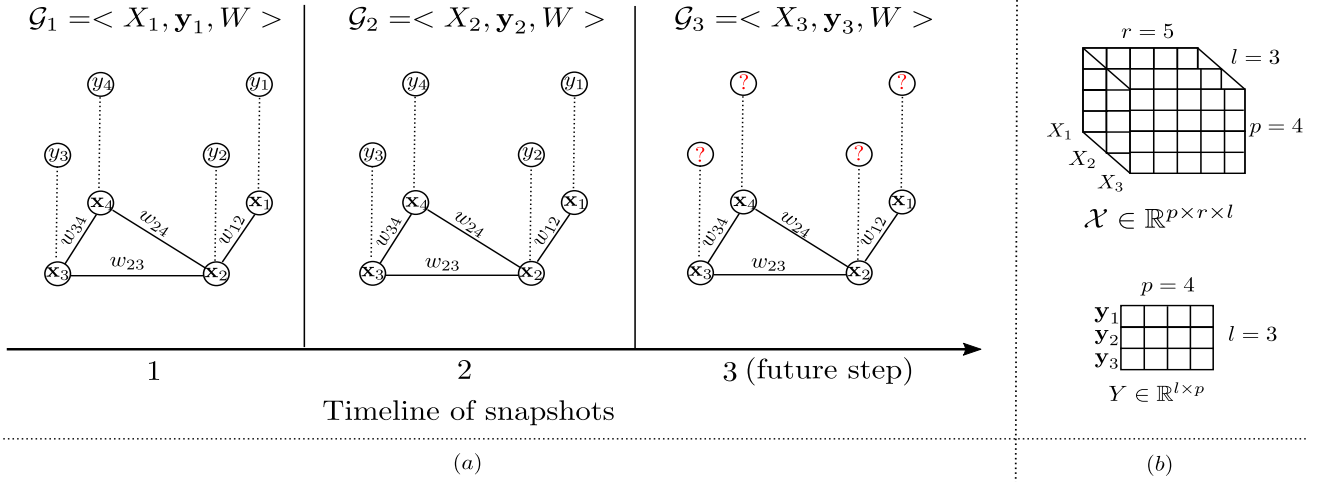 𝒢₁ =< X₁, 𝐲₁, W >
y₄
y₁
y₃
y₂
𝐱₄
𝐱₁
w₃₄
w₂₄
w₁₂
w₂₃
𝐱₃
𝐱₂
1
𝒢₂ =< X₂, 𝐲₂, W >
y₄
y₁
y₃
y₂
𝐱₄
𝐱₁
w₃₄
w₂₄
w₁₂
w₂₃
𝐱₃
𝐱₂
2
𝒢₃ =< X₃, 𝐲₃, W >
?
?
?
?
𝐱₄
𝐱₁
w₃₄
w₂₄
w₁₂
w₂₃
𝐱₃
𝐱₂
3 (future step)
Timeline of snapshots
(a)
r = 5
l = 3
p = 4
X₁
X₂
X₃
𝒳 ∈ ℝ^{p×r×l}
p = 4
𝐲₁
𝐲₂
𝐲₃
l = 3
Y ∈ ℝ^{l×p}
(b)